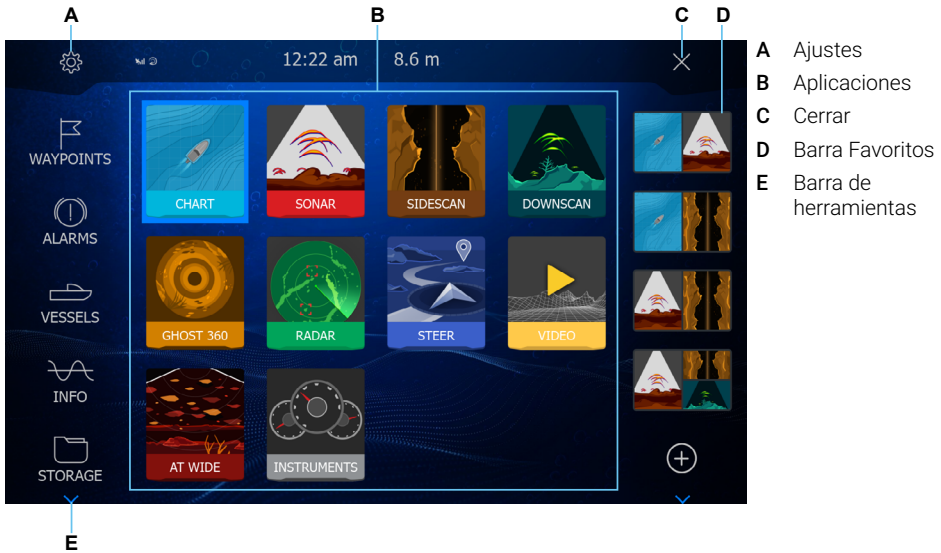 A
B
C
D
12:22 am
8.6 m
WAYPOINTS
ALARMS
VESSELS
INFO
STORAGE
CHART
SONAR
SIDESCAN
DOWNSCAN
GHOST 360
RADAR
STEER
VIDEO
AT WIDE
INSTRUMENTS
E
A Ajustes
B Aplicaciones
C Cerrar
D Barra Favoritos
E Barra de
herramientas